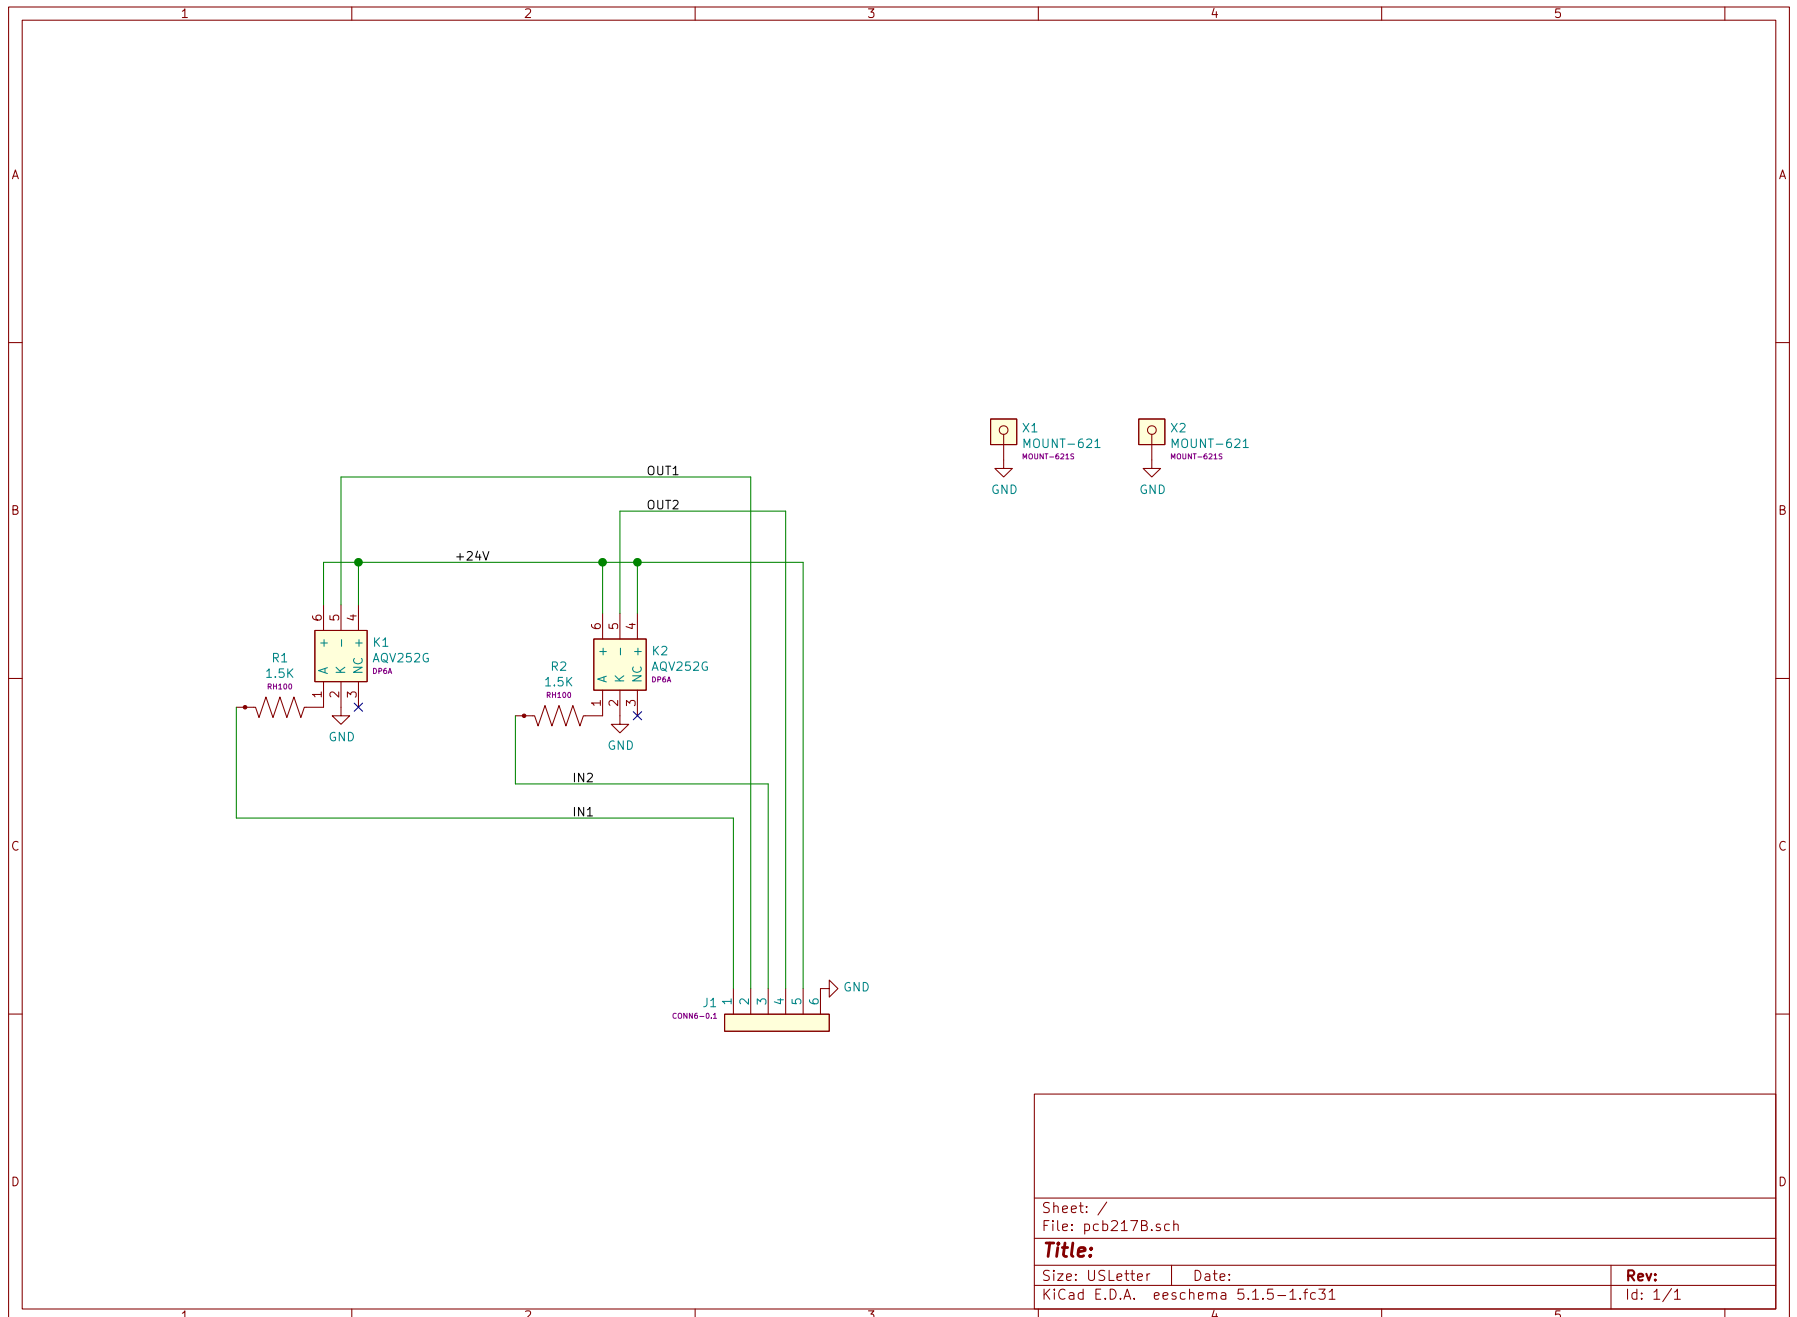 1 2 3 4 5
A A
X1
MOUNT-621
MOUNT-621S
GND
X2
MOUNT-621
MOUNT-621S
GND
OUT1
B B
OUT2
+24V
6 5 4
+ − +
A K NC
1 2 3
K1
AQV252G
DP6A
R1
1.5K
RH100
GND
6 5 4
+ − +
A K NC
1 2 3
K2
AQV252G
DP6A
R2
1.5K
RH100
GND
IN2
IN1
C C
J1
CONN6-0.1
1 2 3 4 5 6
GND
D D
Sheet: /
File: pcb217B.sch
Title:
Size: USLetter Date: Rev:
KiCad E.D.A. eeschema 5.1.5-1.fc31 Id: 1/1
1 2 3 4 5